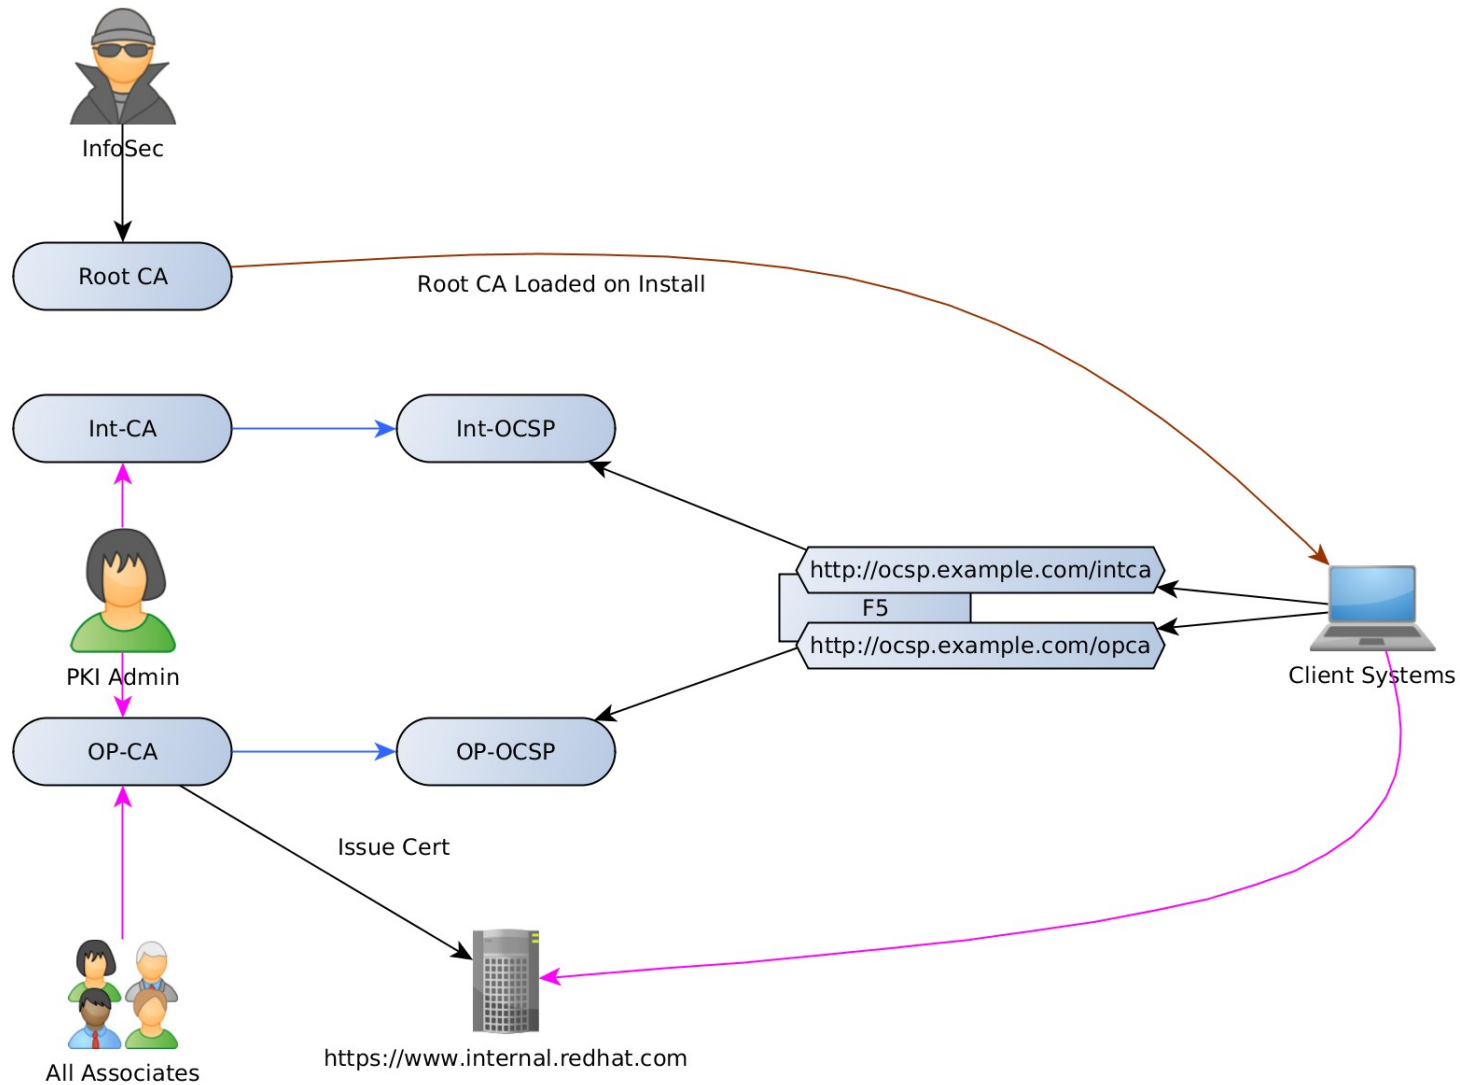 InfoSec
Root CA
Root CA Loaded on Install
Int-CA
Int-OCSP
http://ocsp.example.com/intca
F5
http://ocsp.example.com/opca
PKI Admin
Client Systems
OP-CA
OP-OCSP
Issue Cert
https://www.internal.redhat.com
All Associates